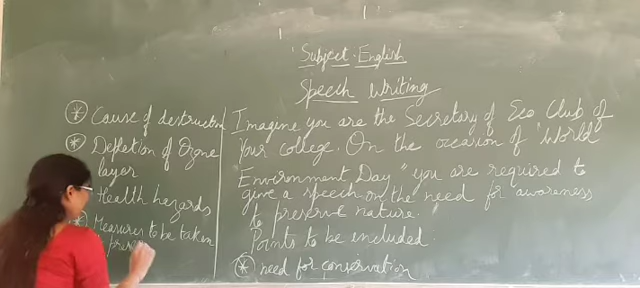 Subject - English
Speech Writing
Imagine you are the Secretary of Eco Club of
your college. On the occasion of "World
Environment Day" you are required to
give a speech on the need for awareness
to preserve nature.
Points to be included.
* need for conservation
* Cause of destruction
* Depletion of Ozone
layer
Health hazards
* Measures to be taken